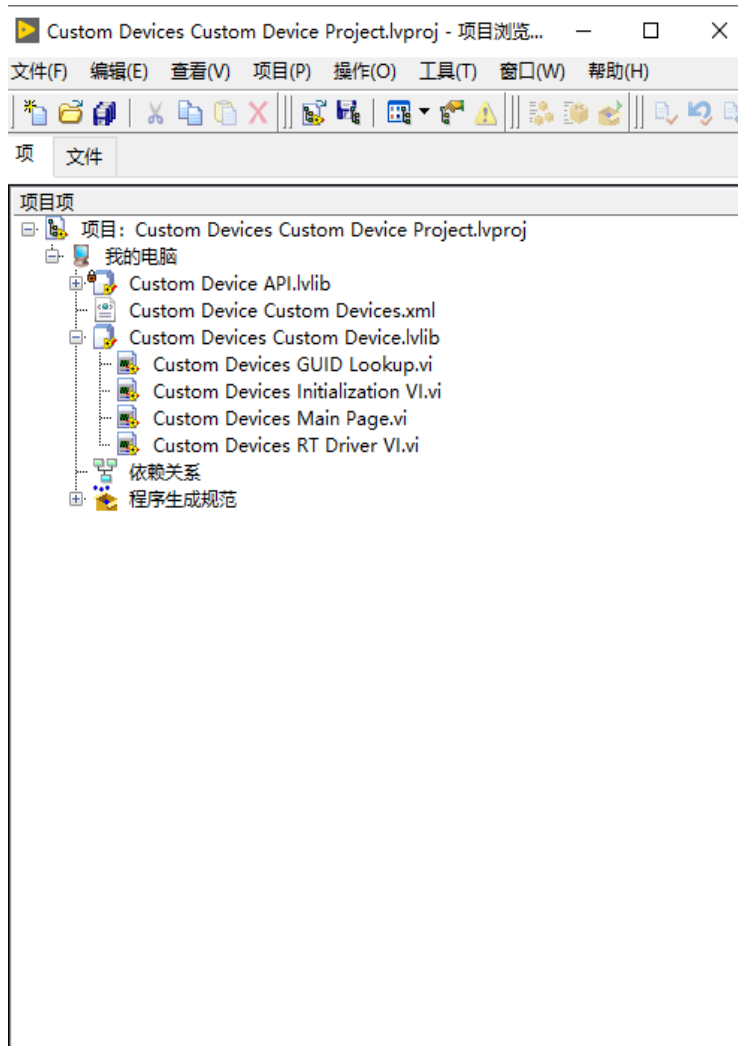 Custom Devices Custom Device Project.lvproj - 项目浏览...
文件(F) 编辑(E) 查看(V) 项目(P) 操作(O) 工具(T) 窗口(W) 帮助(H)
项 文件
项目项
项目：Custom Devices Custom Device Project.lvproj
我的电脑
Custom Device API.lvlib
Custom Device Custom Devices.xml
Custom Devices Custom Device.lvlib
Custom Devices GUID Lookup.vi
Custom Devices Initialization VI.vi
Custom Devices Main Page.vi
Custom Devices RT Driver VI.vi
依赖关系
程序生成规范